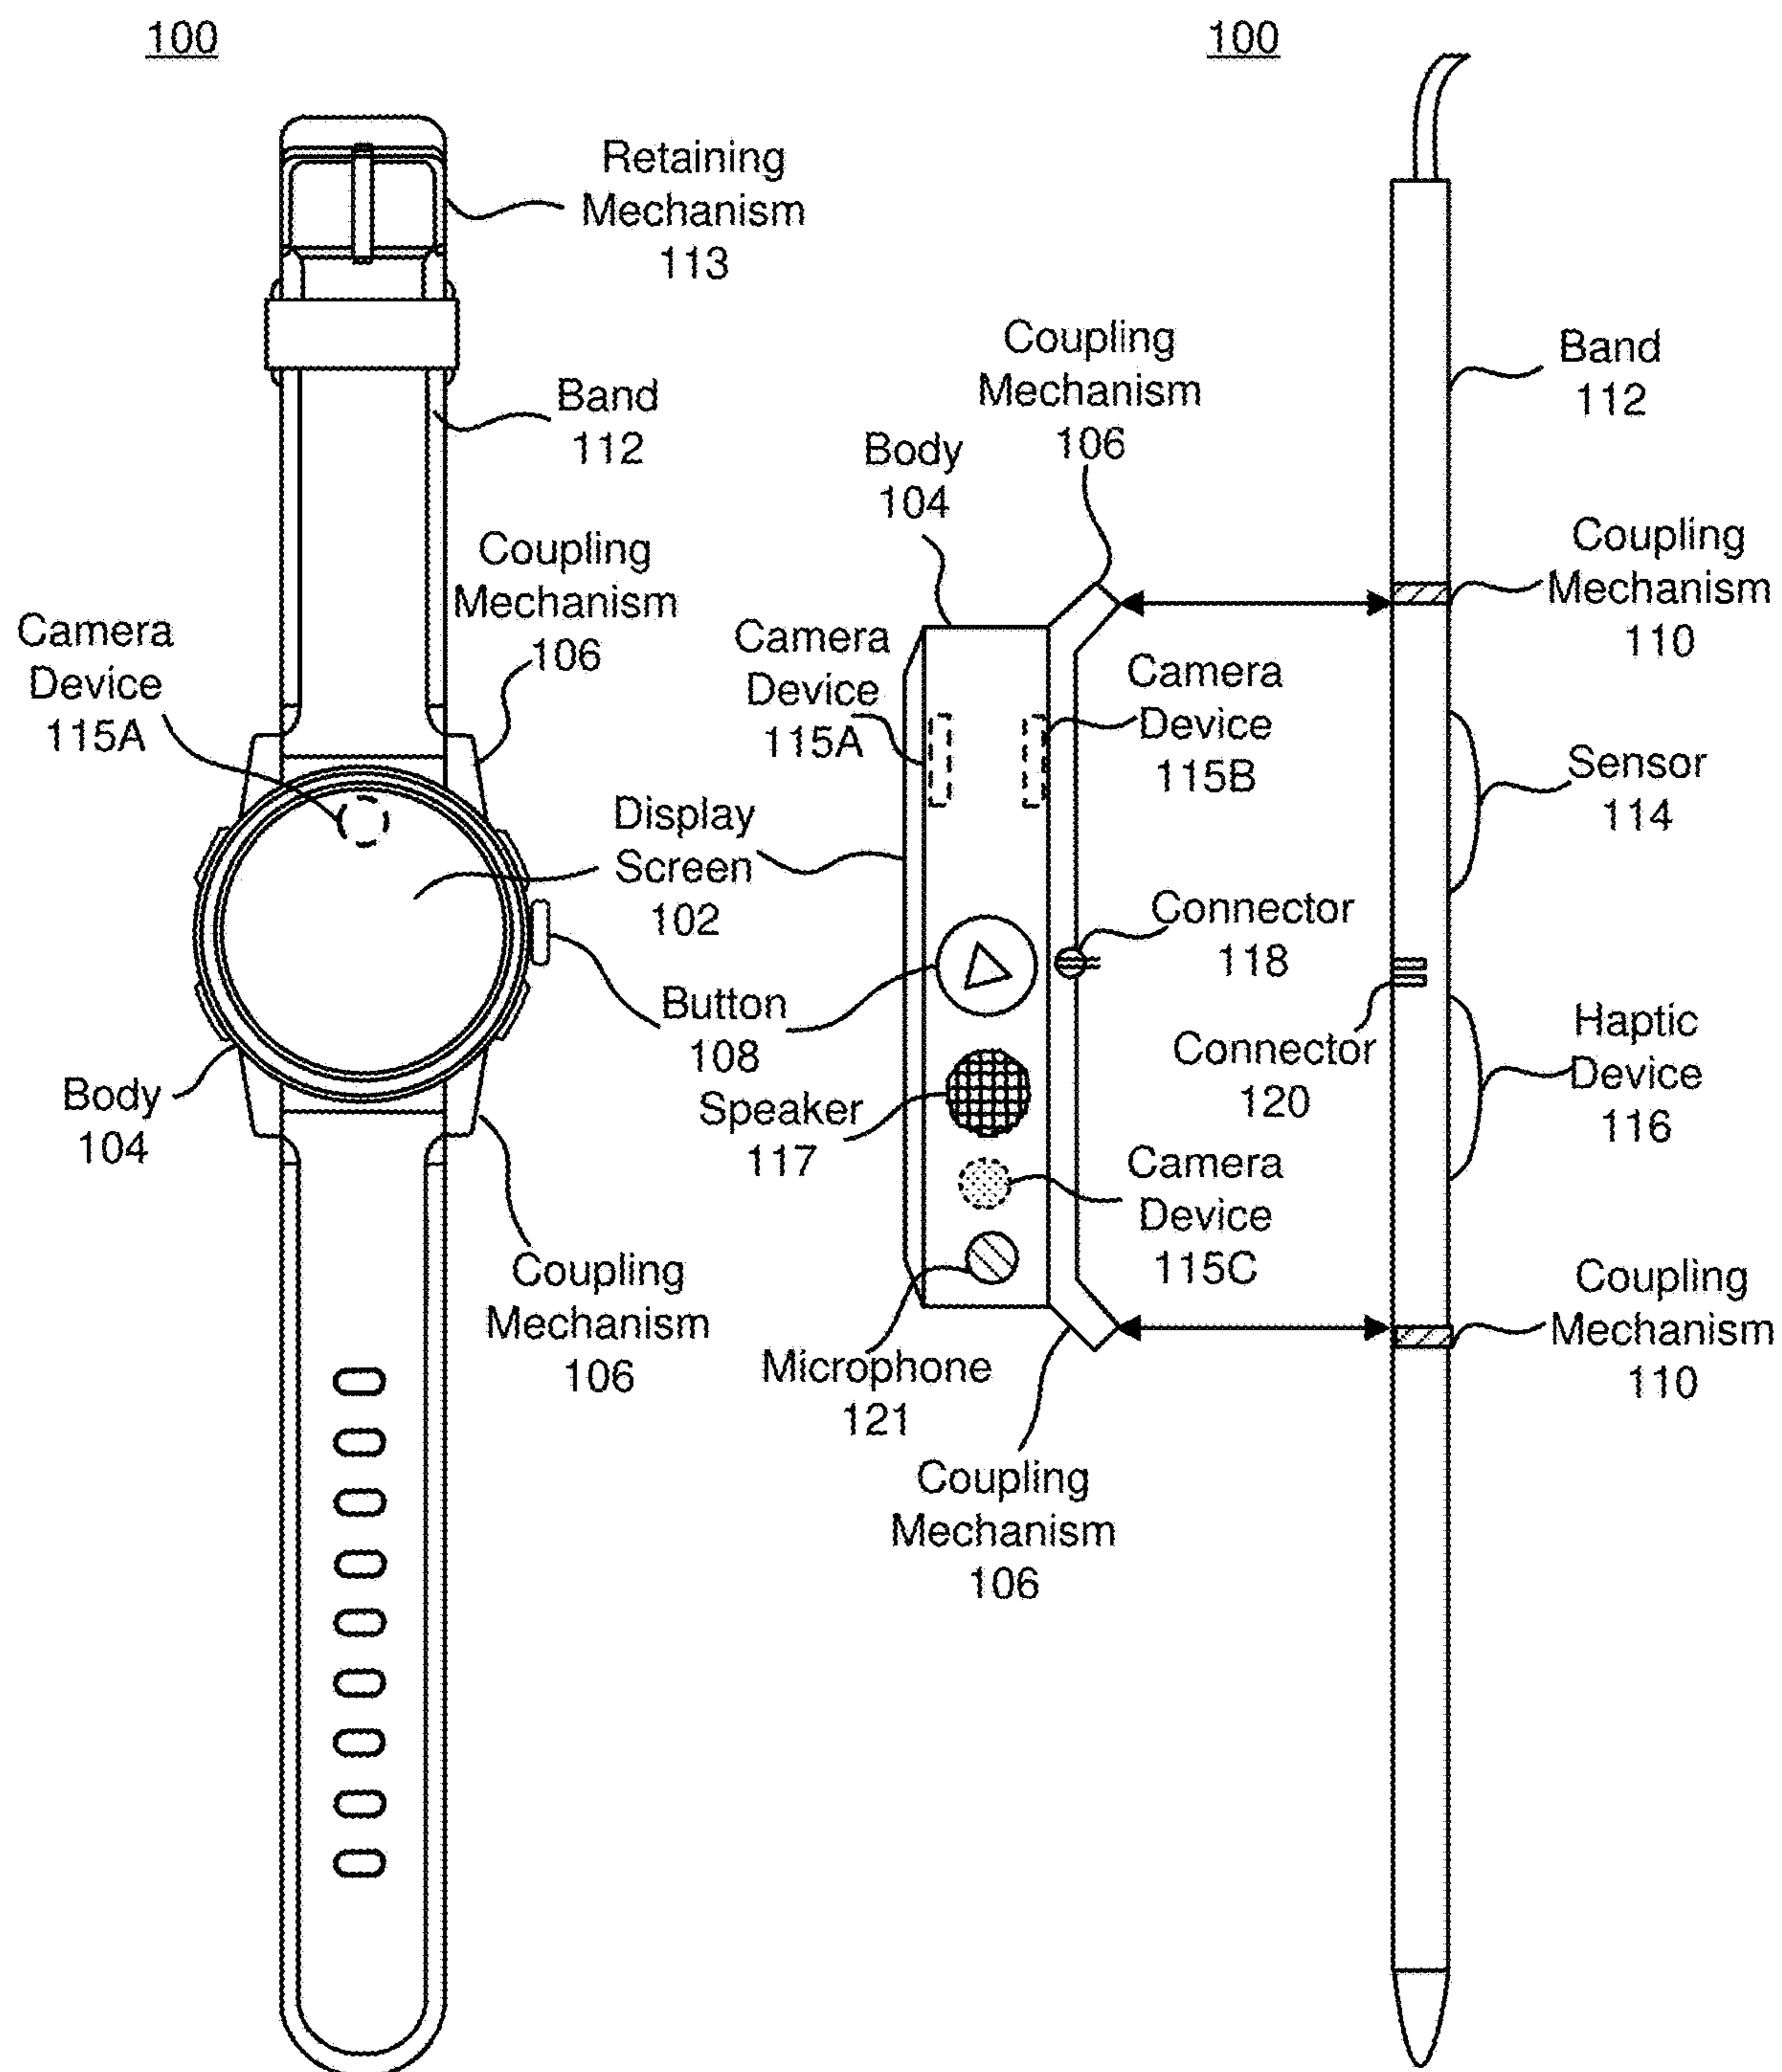 100
100
Retaining
Mechanism
113
Band
112
Coupling
Mechanism
106
Camera
Device
115A
Display
Screen
102
Button
108
Body
104
Coupling
Mechanism
106
Coupling
Mechanism
106
Body
104
Camera
Device
115A
Camera
Device
115B
Connector
118
Speaker
117
Camera
Device
115C
Microphone
121
Coupling
Mechanism
106
Band
112
Coupling
Mechanism
110
Sensor
114
Connector
120
Haptic
Device
116
Coupling
Mechanism
110